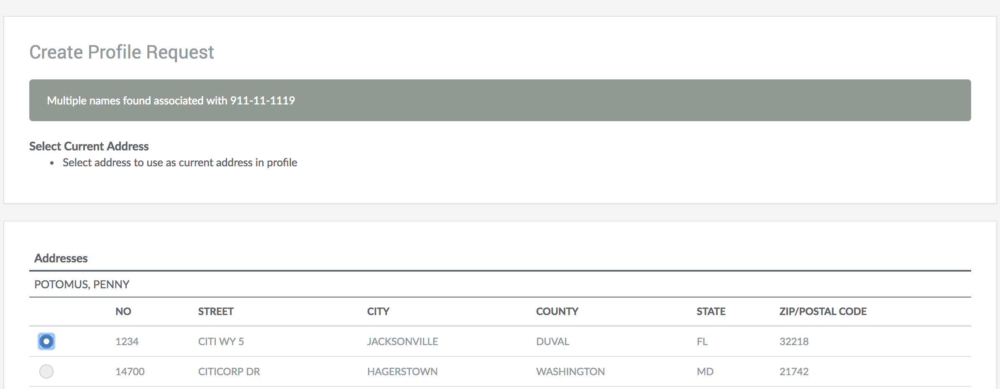 Create Profile Request
Multiple names found associated with 911-11-1119
Select Current Address
• Select address to use as current address in profile
Addresses
POTOMUS, PENNY
NO STREET CITY COUNTY STATE ZIP/POSTAL CODE
1234 CITI WY 5 JACKSONVILLE DUVAL FL 32218
14700 CITICORP DR HAGERSTOWN WASHINGTON MD 21742